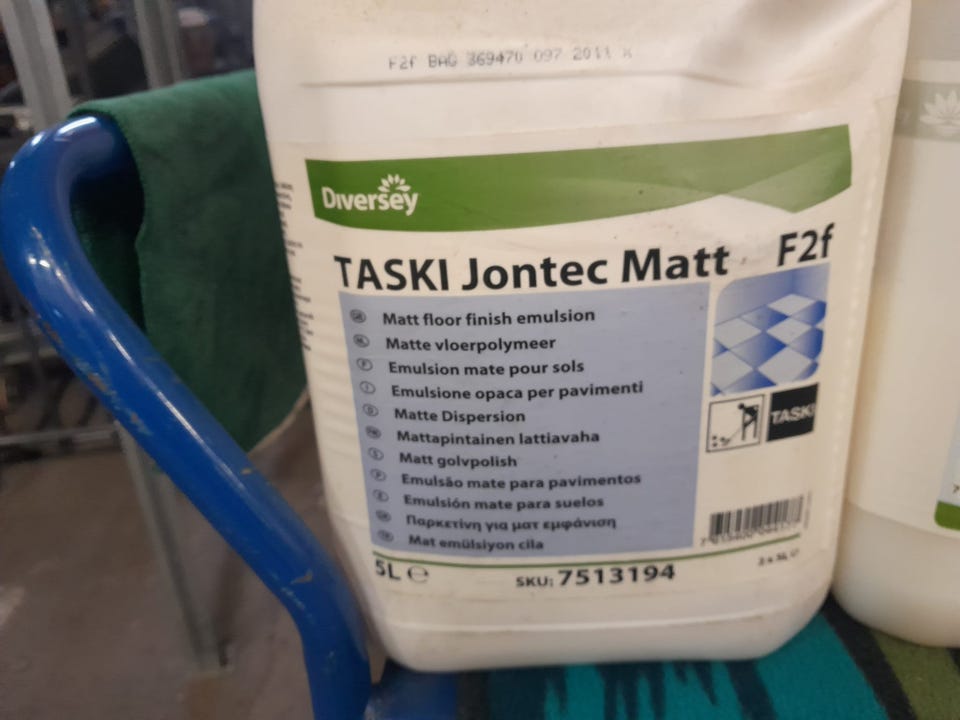 F2f BAG 369470 097 2011 X
Diversey
TASKI Jontec Matt F2f
Matt floor finish emulsion
Matte vloerpolymeer
Emulsion mate pour sols
Emulsione opaca per pavimenti
Matte Dispersion
Mattapintainen lattiavaha
Matt golvpolish
Emulsão mate para pavimentos
Emulsión mate para suelos
Παρκετίνη για ματ εμφάνιση
Mat emülsiyon cila
TASKI
5L ℮
SKU: 7513194
2 x 5L